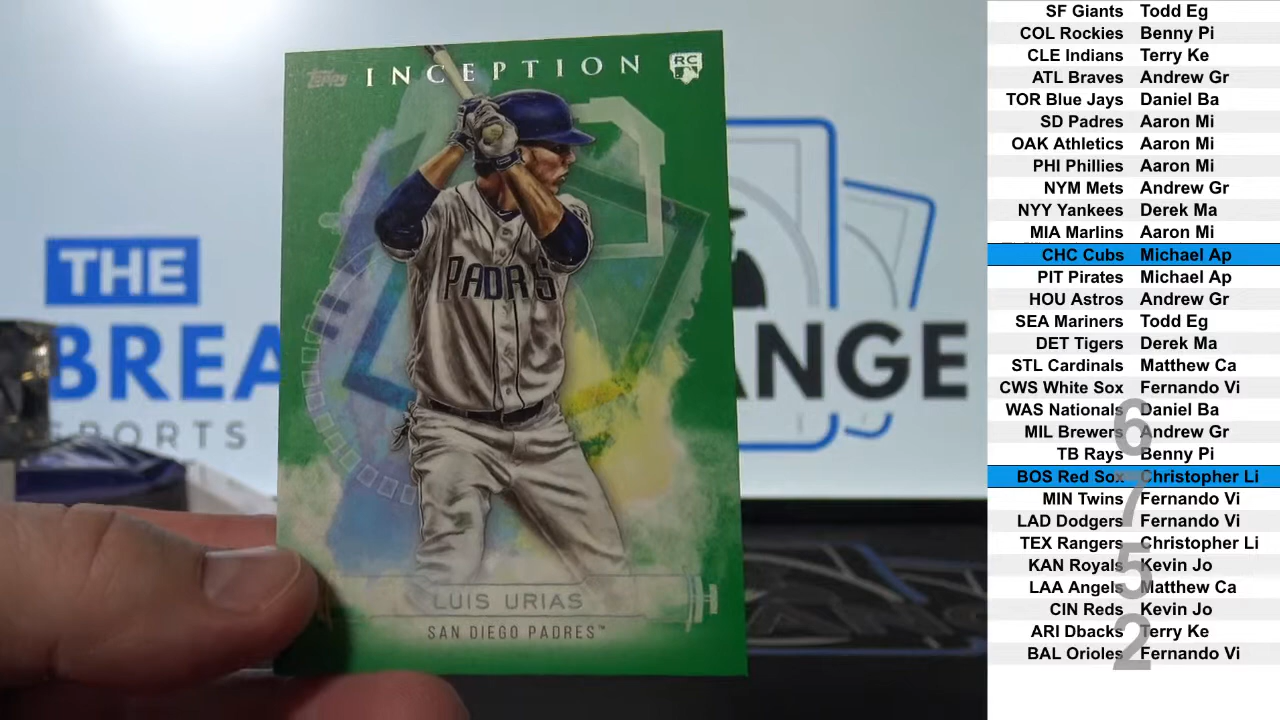 Topps INCEPTION RC
PADRES
LUIS URIAS
SAN DIEGO PADRES™
THE
BREA ANGE
SPORTS
SF Giants Todd Eg
COL Rockies Benny Pi
CLE Indians Terry Ke
ATL Braves Andrew Gr
TOR Blue Jays Daniel Ba
SD Padres Aaron Mi
OAK Athletics Aaron Mi
PHI Phillies Aaron Mi
NYM Mets Andrew Gr
NYY Yankees Derek Ma
MIA Marlins Aaron Mi
CHC Cubs Michael Ap
PIT Pirates Michael Ap
HOU Astros Andrew Gr
SEA Mariners Todd Eg
DET Tigers Derek Ma
STL Cardinals Matthew Ca
CWS White Sox Fernando Vi
WAS Nationals Daniel Ba
MIL Brewers Andrew Gr
TB Rays Benny Pi
BOS Red Sox Christopher Li
MIN Twins Fernando Vi
LAD Dodgers Fernando Vi
TEX Rangers Christopher Li
KAN Royals Kevin Jo
LAA Angels Matthew Ca
CIN Reds Kevin Jo
ARI Dbacks Terry Ke
BAL Orioles Fernando Vi
6
7
5
2